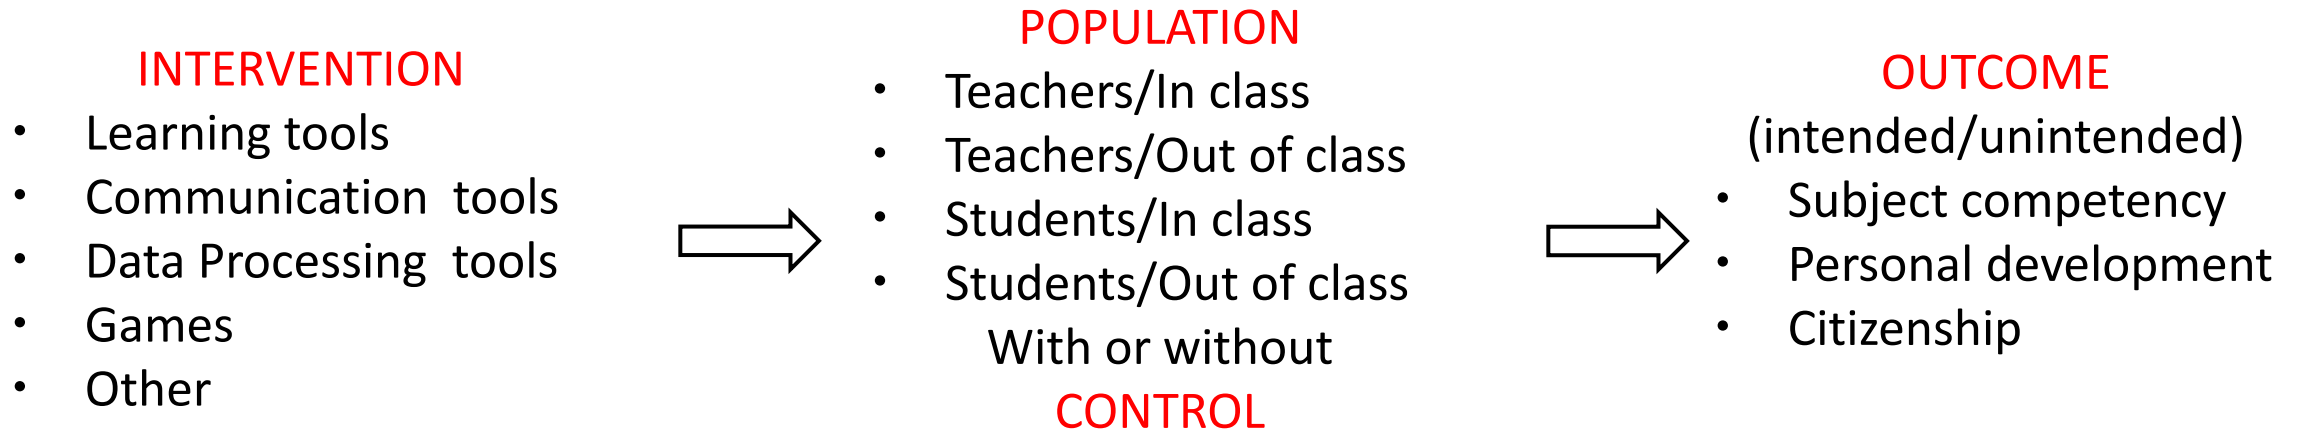 INTERVENTION
• Learning tools
• Communication  tools
• Data Processing  tools
• Games
• Other
POPULATION
• Teachers/In class
• Teachers/Out of class
• Students/In class
• Students/Out of class
With or without
CONTROL
OUTCOME
(intended/unintended)
• Subject competency
• Personal development
• Citizenship